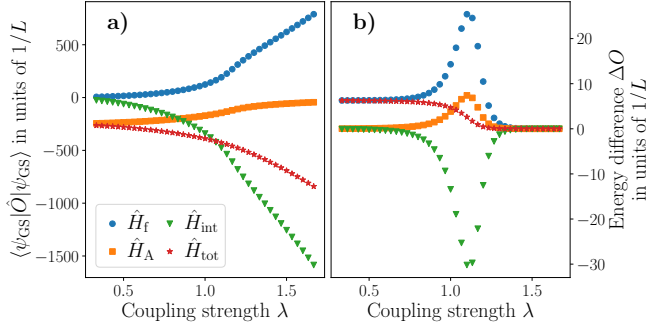 a)
b)
⟨ψ_GS|Ô|ψ_GS⟩ in units of 1/L
500
0
−500
−1000
−1500
Ĥ_f
Ĥ_A
Ĥ_int
Ĥ_tot
0.5
1.0
1.5
Coupling strength λ
0.5
1.0
1.5
Coupling strength λ
20
10
0
−10
−20
−30
Energy difference ΔO
in units of 1/L